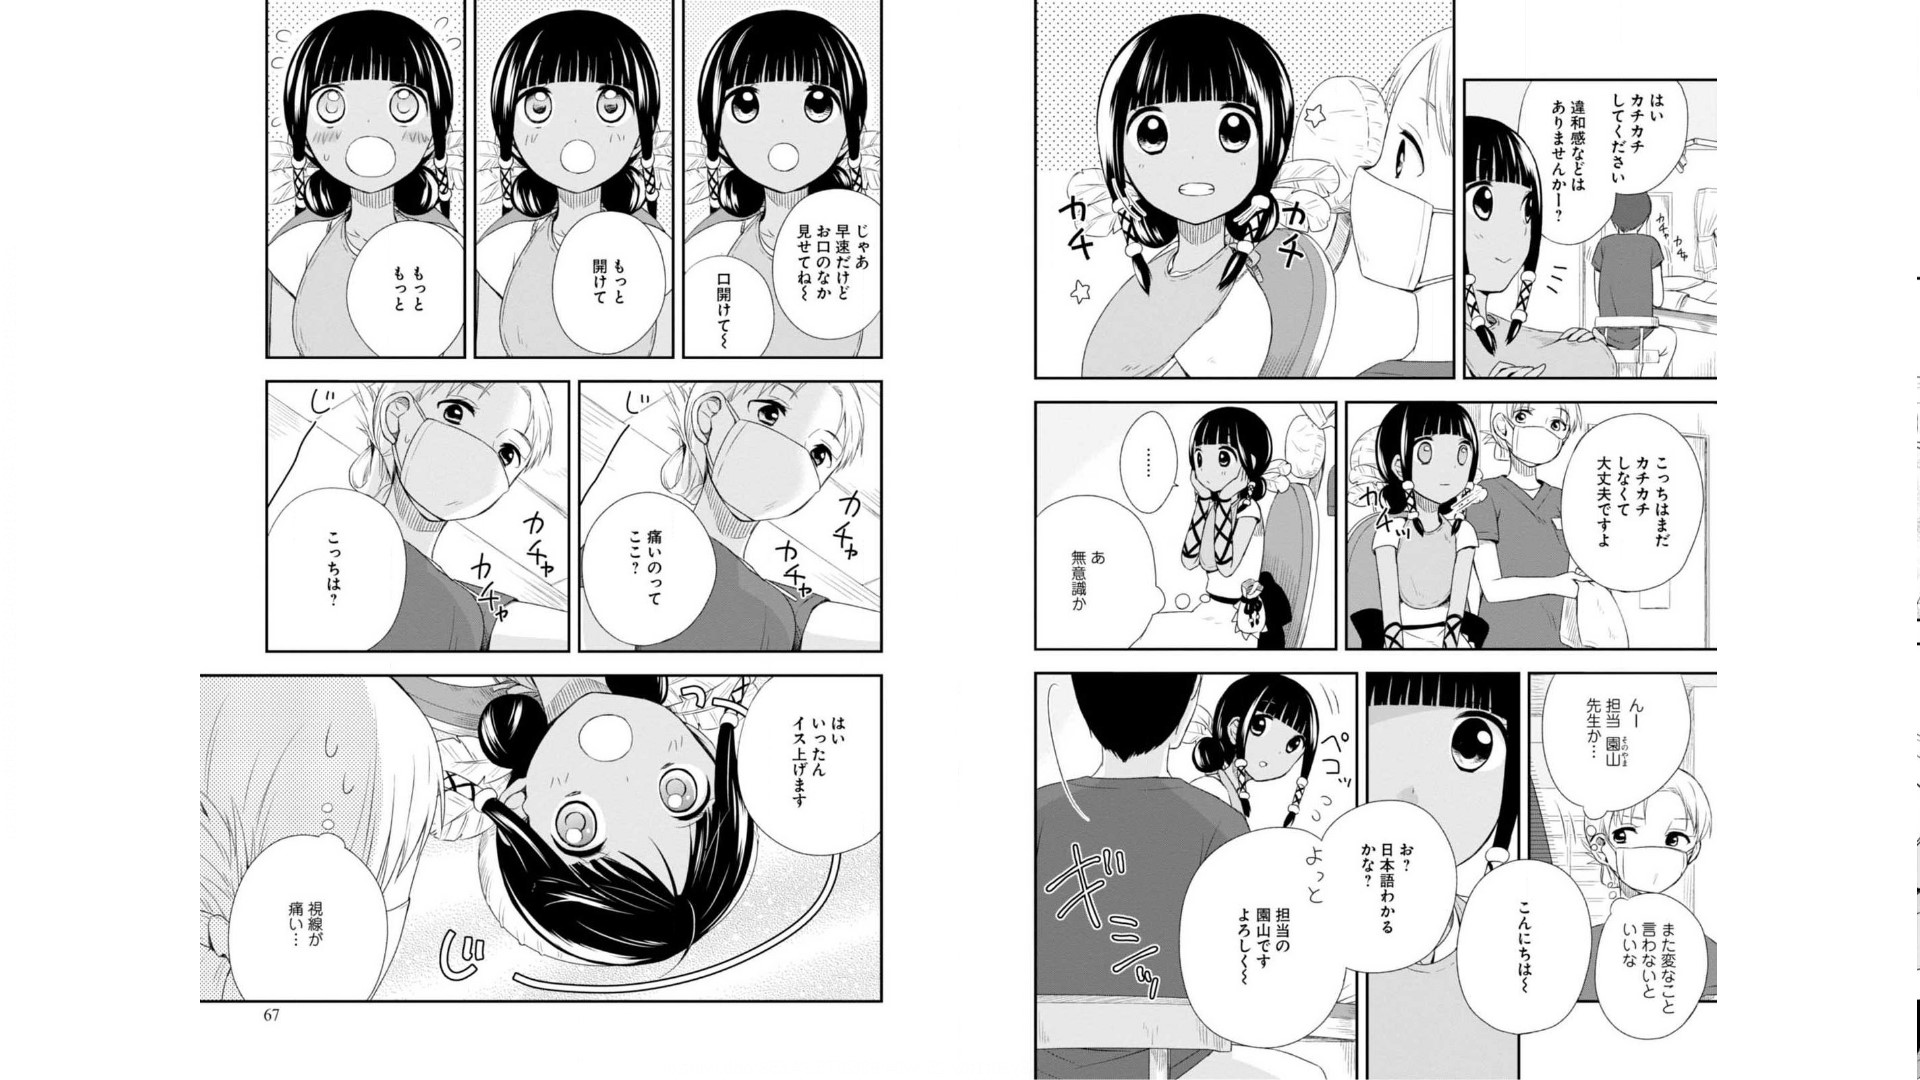 はい
カチカチ
してください
違和感などは
ありませんかー?
カチャ
カチャ
カチ
カチ
こっちはまだ
カチカチ
しなくて
大丈夫ですよ
カチッ
……
あ
無意識か
んー
担当 園山
そのやま
先生か…
また変なこと
言わないと
いいな
こんにちは〜
お?
日本語わかる
かな?
ペコッ
よっと
担当の
園山です
よろしく〜
ギシッ
じゃあ
早速だけど
お口のなか
見せてね〜
口開けて〜
もっと
開けて
もっと
もっと
じ
カチャ
カチャ
痛いのって
ここ?
じ
カチャ
カチャ
こっちは?
はい
いったん
イス上げます
じ
視線が
痛い…
67